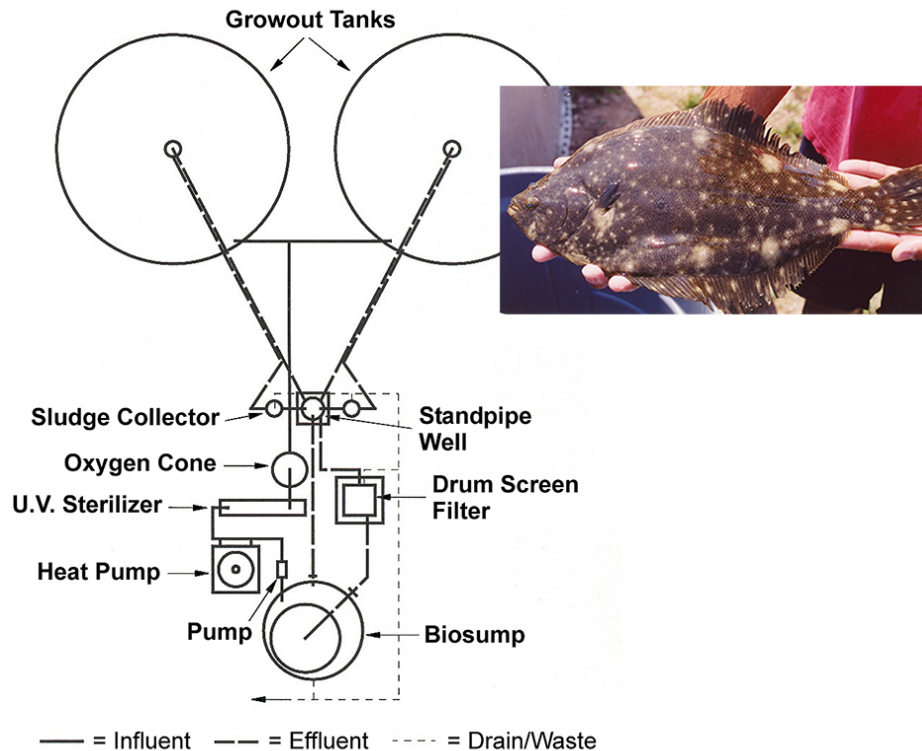 Growout Tanks
Sludge Collector
Standpipe
Well
Oxygen Cone
U.V. Sterilizer
Drum Screen
Filter
Heat Pump
Pump
Biosump
= Influent = Effluent = Drain/Waste